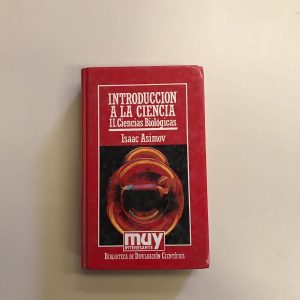 INTRODUCCION
A LA CIENCIA
II. Ciencias Biológicas
Isaac Asimov
muy
INTERESANTE
BIBLIOTECA DE DIVULGACIÓN CIENTÍFICA